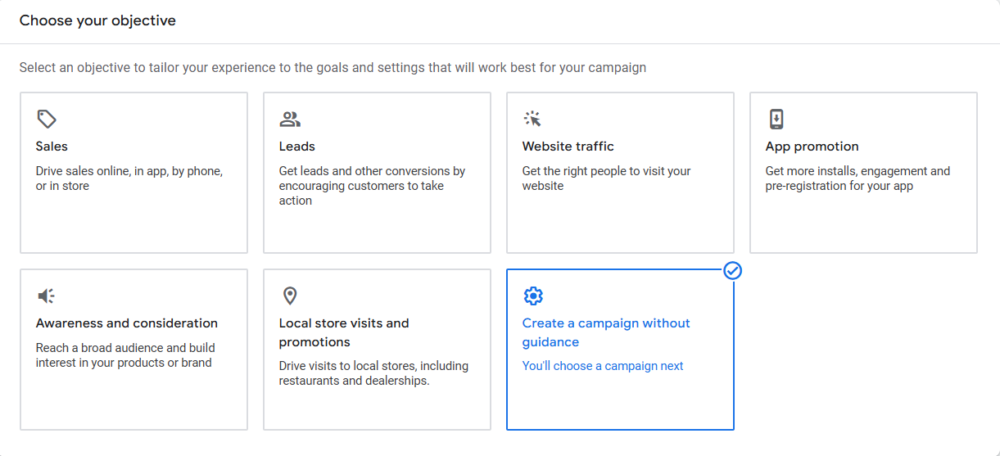 Choose your objective
Select an objective to tailor your experience to the goals and settings that will work best for your campaign
Sales
Drive sales online, in app, by phone,
or in store
Leads
Get leads and other conversions by
encouraging customers to take
action
Website traffic
Get the right people to visit your
website
App promotion
Get more installs, engagement and
pre-registration for your app
Awareness and consideration
Reach a broad audience and build
interest in your products or brand
Local store visits and
promotions
Drive visits to local stores, including
restaurants and dealerships.
Create a campaign without
guidance
You'll choose a campaign next